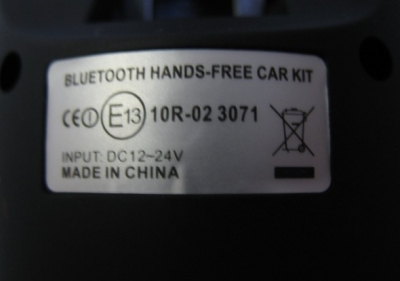 BLUETOOTH HANDS-FREE CAR KIT
CE E13 10R-02 3071
INPUT: DC12~24V
MADE IN CHINA